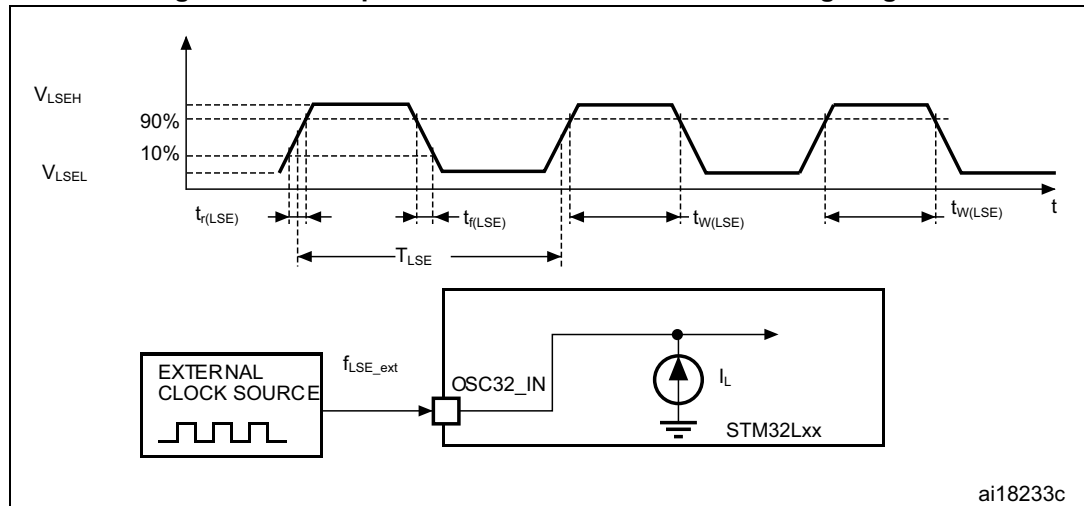 V_LSEH
90%
10%
V_LSEL
t_r(LSE)
t_f(LSE)
t_W(LSE)
t_W(LSE)
t
T_LSE
EXTERNAL
CLOCK SOURCE
f_LSE_ext
OSC32_IN
I_L
STM32Lxx
ai18233c